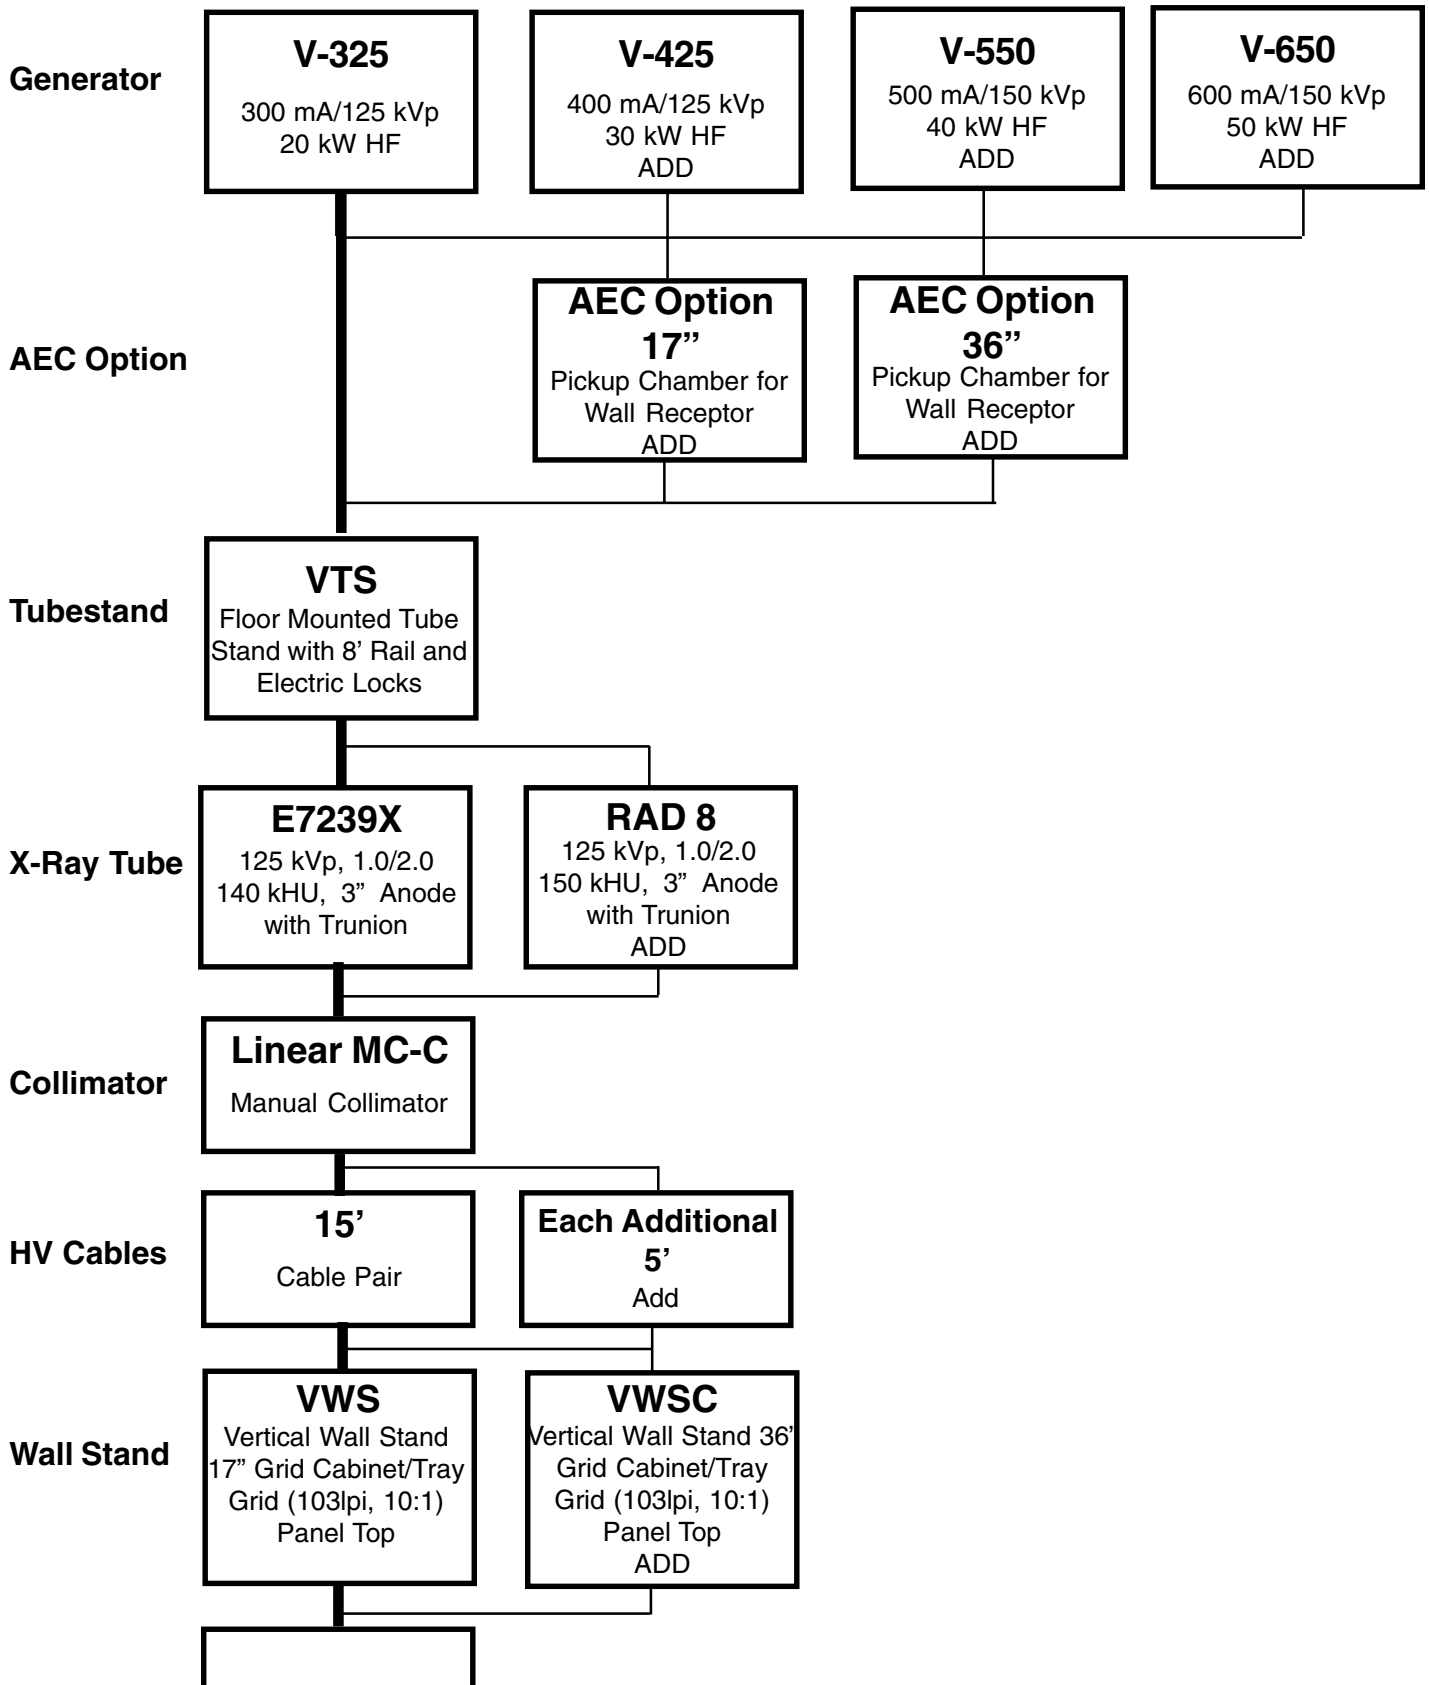 Generator
V-325
300 mA/125 kVp
20 kW HF
V-425
400 mA/125 kVp
30 kW HF
ADD
V-550
500 mA/150 kVp
40 kW HF
ADD
V-650
600 mA/150 kVp
50 kW HF
ADD
AEC Option
AEC Option
17”
Pickup Chamber for
Wall Receptor
ADD
AEC Option
36”
Pickup Chamber for
Wall Receptor
ADD
Tubestand
VTS
Floor Mounted Tube
Stand with 8’ Rail and
Electric Locks
X-Ray Tube
E7239X
125 kVp, 1.0/2.0
140 kHU, 3” Anode
with Trunion
RAD 8
125 kVp, 1.0/2.0
150 kHU, 3” Anode
with Trunion
ADD
Collimator
Linear MC-C
Manual Collimator
HV Cables
15’
Cable Pair
Each Additional
5’
Add
Wall Stand
VWS
Vertical Wall Stand
17” Grid Cabinet/Tray
Grid (103lpi, 10:1)
Panel Top
VWSC
Vertical Wall Stand 36’
Grid Cabinet/Tray
Grid (103lpi, 10:1)
Panel Top
ADD